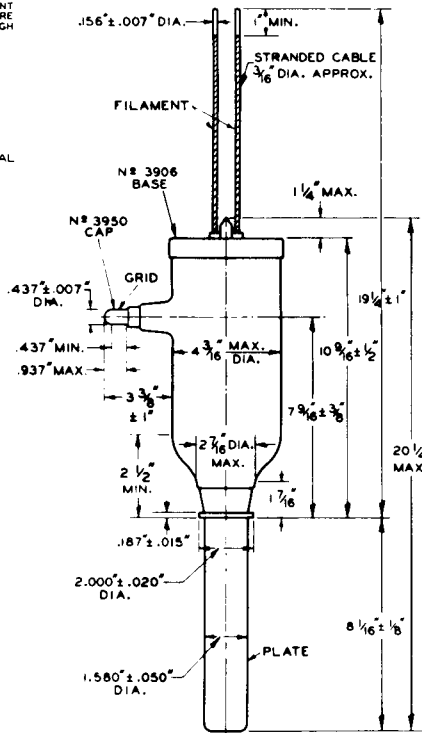 NT
RE
GH
AL
.156"±.007" DIA.
1" MIN.
STRANDED CABLE
3/16" DIA. APPROX.
FILAMENT
Nº 3906
BASE
1 1/4" MAX.
Nº 3950
CAP
GRID
.437"±.007"
DIA.
.437" MIN.
.937" MAX.
3 3/8"
± 1"
4 3/16" MAX.
DIA.
19 1/4" ± 1"
10 9/16" ± 1/2"
7 9/16" ± 3/8"
20 1/4
MAX
2 7/16" DIA.
MAX.
2 1/2"
MIN.
1 7/16"
.187"±.015"
2.000"±.020"
DIA.
8 1/16" ± 1/8"
PLATE
1.580"±.050"
DIA.